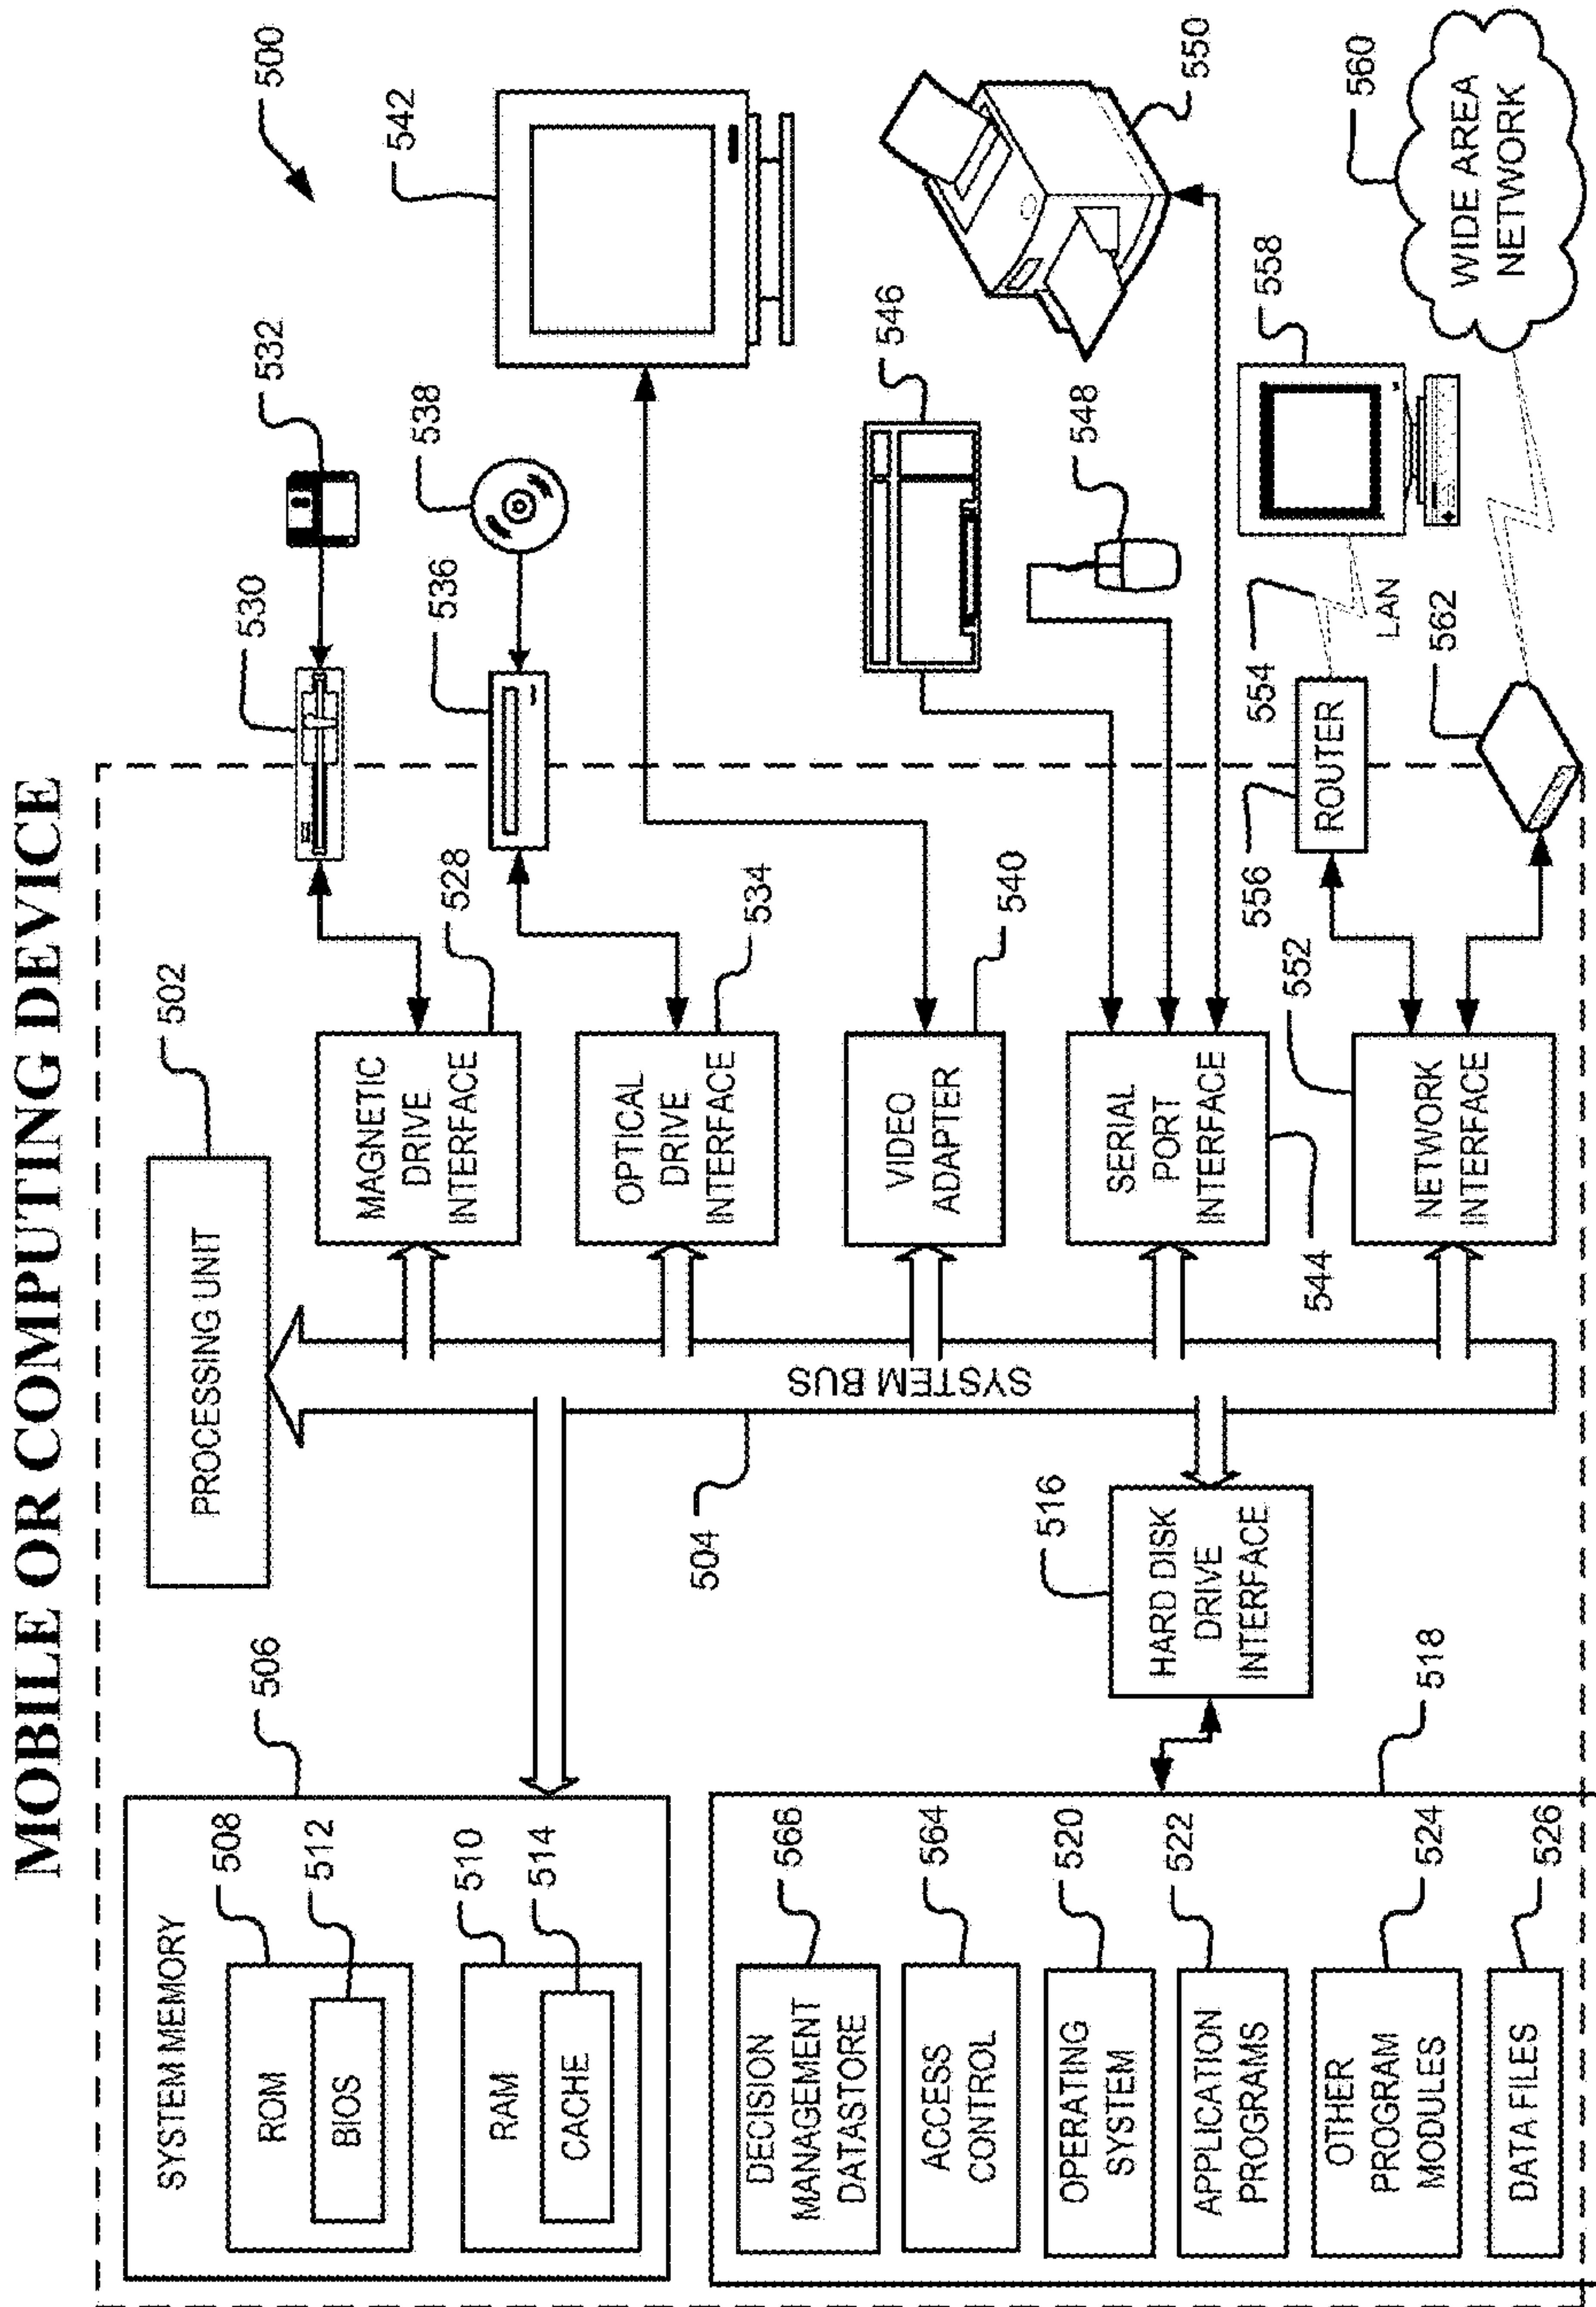 MOBILE OR COMPUTING DEVICE
500
502
PROCESSING UNIT
506
SYSTEM MEMORY
508
ROM
512
BIOS
510
RAM
514
CACHE
504
SYSTEM BUS
528
MAGNETIC
DRIVE
INTERFACE
530
532
534
OPTICAL
DRIVE
INTERFACE
536
538
540
VIDEO
ADAPTER
542
544
SERIAL
PORT
INTERFACE
546
548
550
552
NETWORK
INTERFACE
556
ROUTER
554
LAN
558
562
560
WIDE AREA
NETWORK
516
HARD DISK
DRIVE
INTERFACE
518
566
DECISION
MANAGEMENT
DATASTORE
564
ACCESS
CONTROL
520
OPERATING
SYSTEM
522
APPLICATION
PROGRAMS
524
OTHER
PROGRAM
MODULES
526
DATA FILES